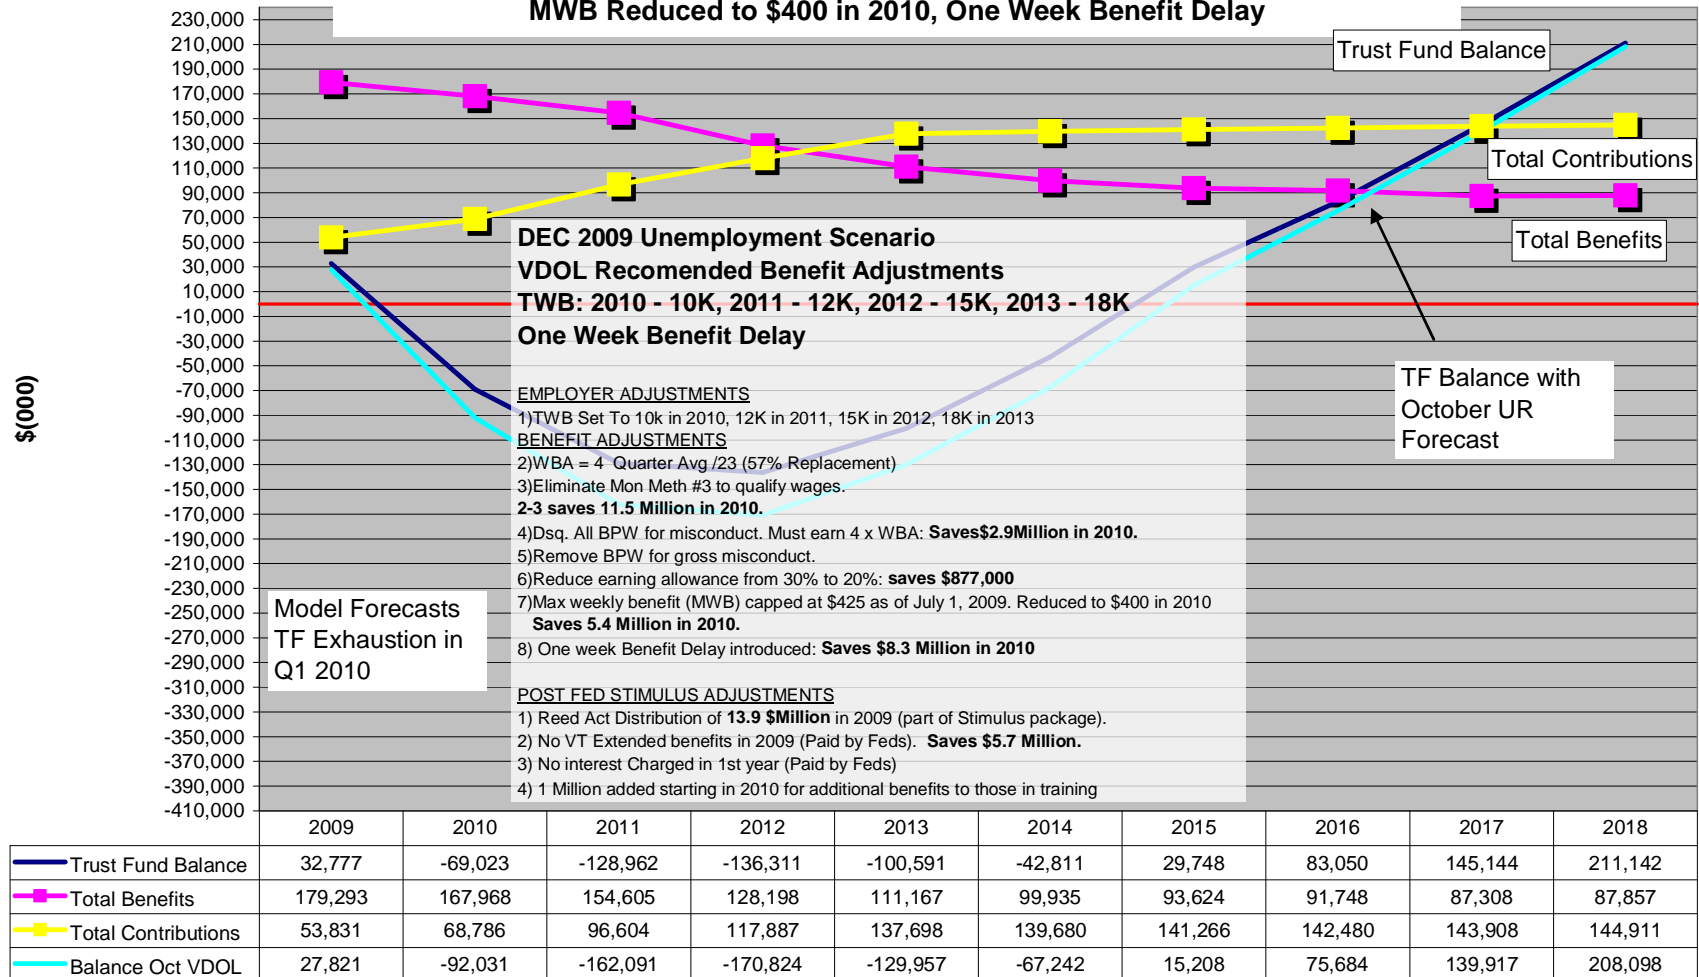 MWB Reduced to $400 in 2010, One Week Benefit Delay
230,000
210,000
190,000
170,000
150,000
130,000
110,000
90,000
70,000
50,000
30,000
10,000
-10,000
-30,000
-50,000
-70,000
-90,000
-110,000
-130,000
-150,000
-170,000
-190,000
-210,000
-230,000
-250,000
-270,000
-290,000
-310,000
-330,000
-350,000
-370,000
-390,000
-410,000
$(000)
Trust Fund Balance
Total Contributions
Total Benefits
TF Balance with
October UR
Forecast
Model Forecasts
TF Exhaustion in
Q1 2010
DEC 2009 Unemployment Scenario
VDOL Recomended Benefit Adjustments
TWB: 2010 - 10K, 2011 - 12K, 2012 - 15K, 2013 - 18K
One Week Benefit Delay
EMPLOYER ADJUSTMENTS
1)TWB Set To 10k in 2010, 12K in 2011, 15K in 2012, 18K in 2013
BENEFIT ADJUSTMENTS
2)WBA = 4 Quarter Avg /23 (57% Replacement)
3)Eliminate Mon Meth #3 to qualify wages.
2-3 saves 11.5 Million in 2010.
4)Dsq. All BPW for misconduct. Must earn 4 x WBA: Saves$2.9Million in 2010.
5)Remove BPW for gross misconduct.
6)Reduce earning allowance from 30% to 20%: saves $877,000
7)Max weekly benefit (MWB) capped at $425 as of July 1, 2009. Reduced to $400 in 2010
Saves 5.4 Million in 2010.
8) One week Benefit Delay introduced: Saves $8.3 Million in 2010
POST FED STIMULUS ADJUSTMENTS
1) Reed Act Distribution of 13.9 $Million in 2009 (part of Stimulus package).
2) No VT Extended benefits in 2009 (Paid by Feds). Saves $5.7 Million.
3) No interest Charged in 1st year (Paid by Feds)
4) 1 Million added starting in 2010 for additional benefits to those in training
2009 2010 2011 2012 2013 2014 2015 2016 2017 2018
Trust Fund Balance 32,777 -69,023 -128,962 -136,311 -100,591 -42,811 29,748 83,050 145,144 211,142
Total Benefits 179,293 167,968 154,605 128,198 111,167 99,935 93,624 91,748 87,308 87,857
Total Contributions 53,831 68,786 96,604 117,887 137,698 139,680 141,266 142,480 143,908 144,911
Balance Oct VDOL 27,821 -92,031 -162,091 -170,824 -129,957 -67,242 15,208 75,684 139,917 208,098